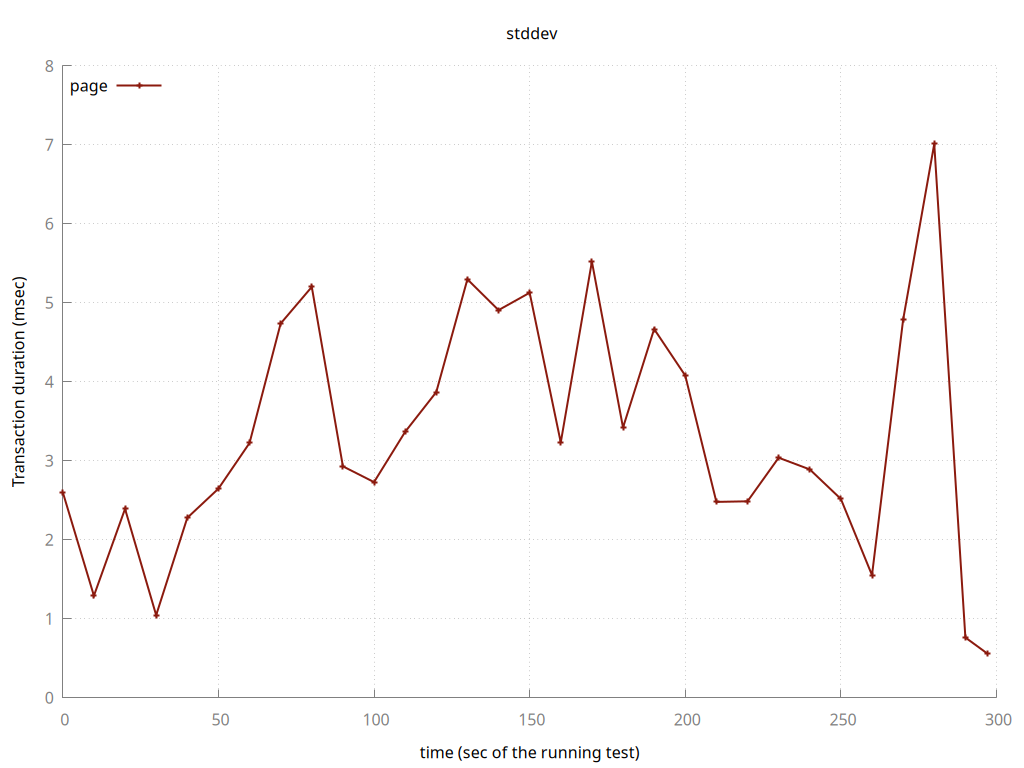 stddev
page
8
7
6
5
4
3
2
1
0
Transaction duration (msec)
0 50 100 150 200 250 300
time (sec of the running test)